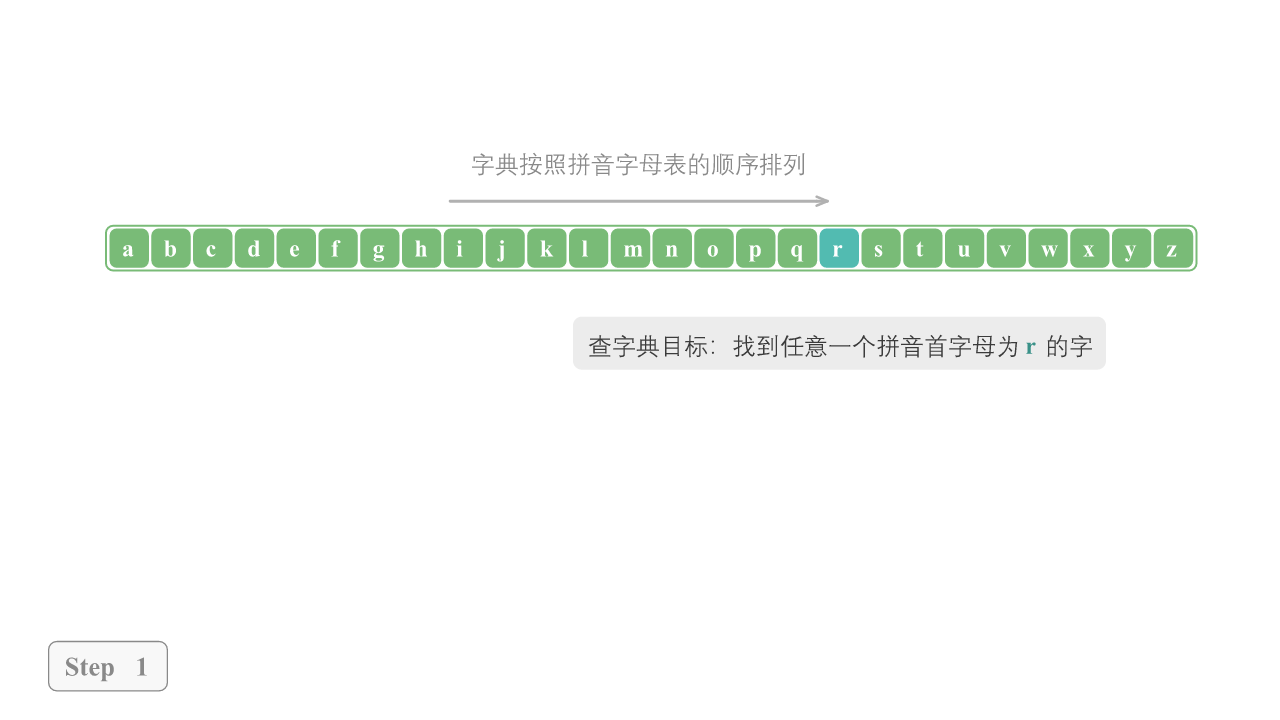 字典按照拼音字母表的顺序排列
a b c d e f g h i j k l m n o p q r s t u v w x y z
查字典目标：找到任意一个拼音首字母为 r 的字
Step 1